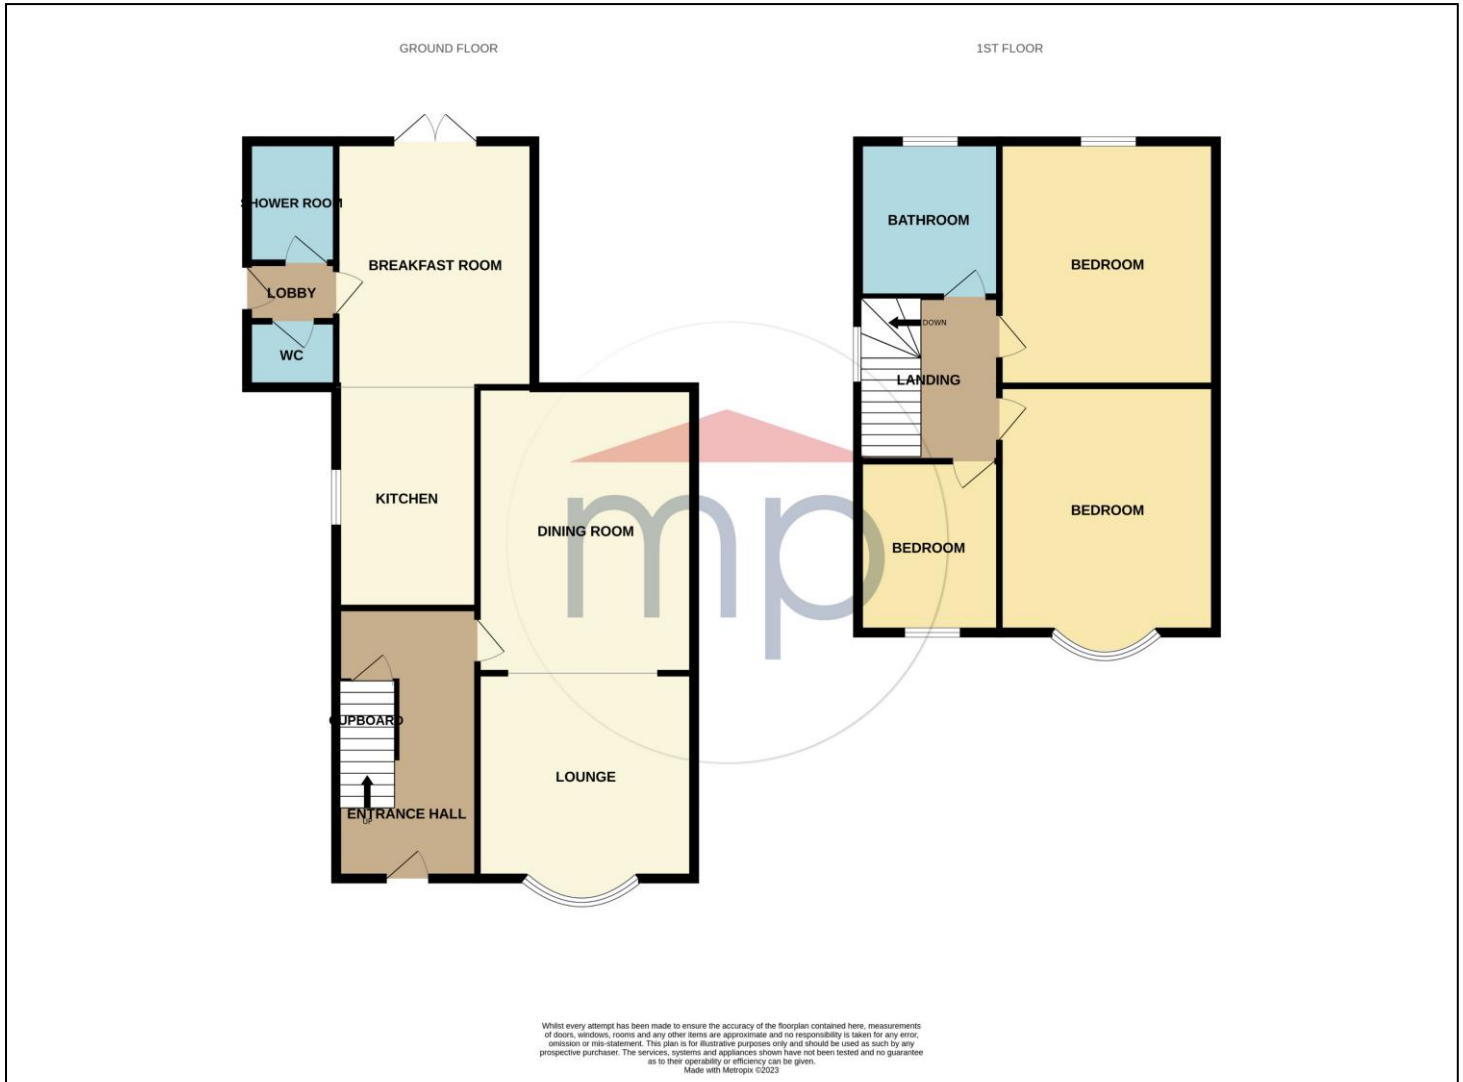 GROUND FLOOR
1ST FLOOR
SHOWER ROOM
BREAKFAST ROOM
LOBBY
WC
KITCHEN
DINING ROOM
CUPBOARD
LOUNGE
ENTRANCE HALL
UP
BATHROOM
BEDROOM
DOWN
LANDING
BEDROOM
BEDROOM
mp
Whilst every attempt has been made to ensure the accuracy of the floorplan contained here, measurements
of doors, windows, rooms and any other items are approximate and no responsibility is taken for any error,
omission or mis-statement. This plan is for illustrative purposes only and should be used as such by any
prospective purchaser. The services, systems and appliances shown have not been tested and no guarantee
as to their operability or efficiency can be given.
Made with Metropix ©2023